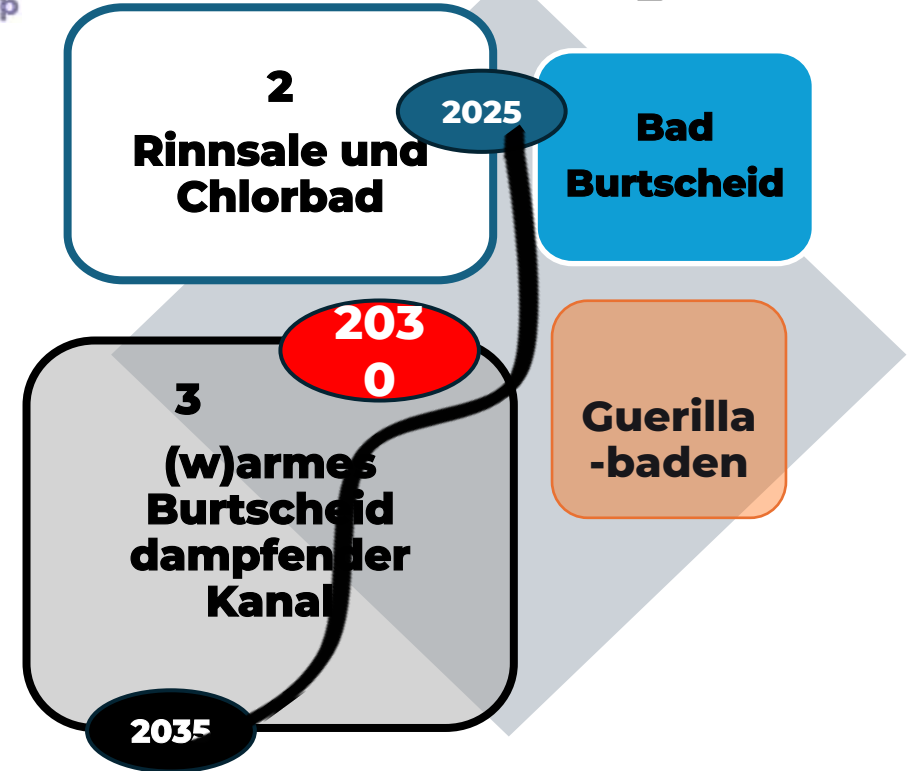 p
2
Rinnsale und
Chlorbad
2025
Bad
Burtscheid
203
0
3
(w)armes
Burtscheid
dampfender
Kanal
Guerilla
-baden
2035